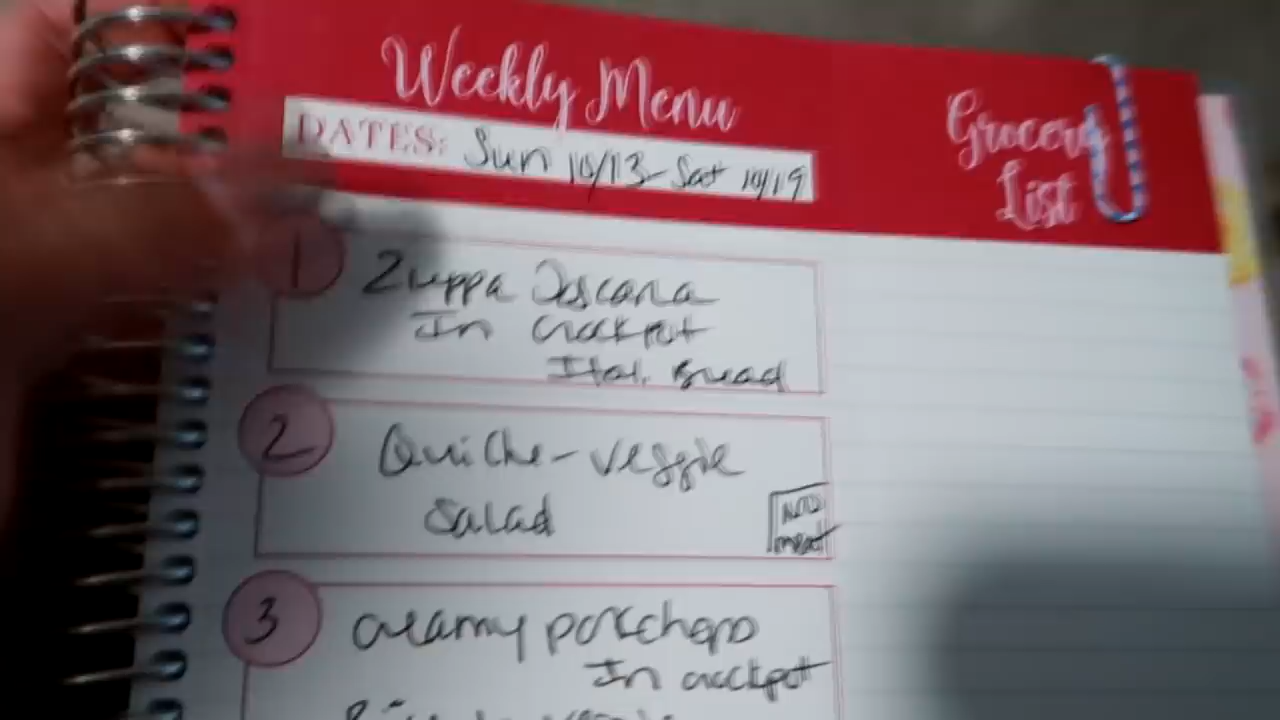 Weekly Menu
Grocery
List
DATES: Sun 10/13-Sat 10/19
1 Zuppa Toscana
In crockpot
Ital. Bread
2 Quiche-veggie
Salad
NO
meat
3 creamy porkchops
In crockpot